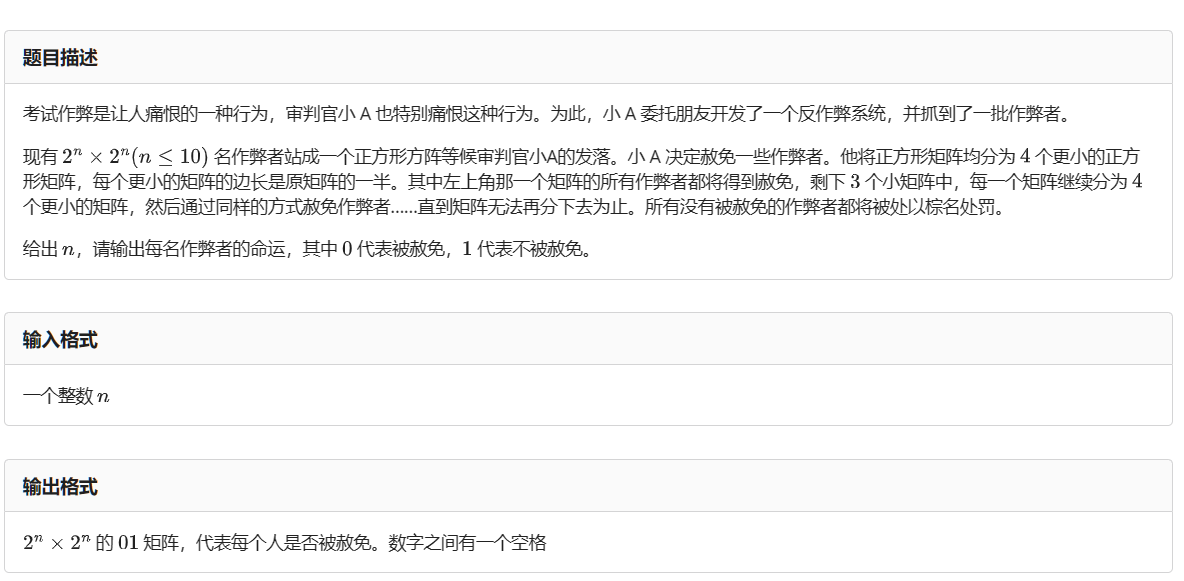 题目描述
考试作弊是让人痛恨的一种行为，审判官小 A 也特别痛恨这种行为。为此，小 A 委托朋友开发了一个反作弊系统，并抓到了一批作弊者。
现有 2ⁿ × 2ⁿ(n ≤ 10) 名作弊者站成一个正方形方阵等候审判官小A的发落。小 A 决定赦免一些作弊者。他将正方形矩阵均分为 4 个更小的正方
形矩阵，每个更小的矩阵的边长是原矩阵的一半。其中左上角那一个矩阵的所有作弊者都将得到赦免，剩下 3 个小矩阵中，每一个矩阵继续分为 4
个更小的矩阵，然后通过同样的方式赦免作弊者……直到矩阵无法再分下去为止。所有没有被赦免的作弊者都将被处以棕名处罚。
给出 n，请输出每名作弊者的命运，其中 0 代表被赦免，1 代表不被赦免。
输入格式
一个整数 n
输出格式
2ⁿ × 2ⁿ 的 01 矩阵，代表每个人是否被赦免。数字之间有一个空格